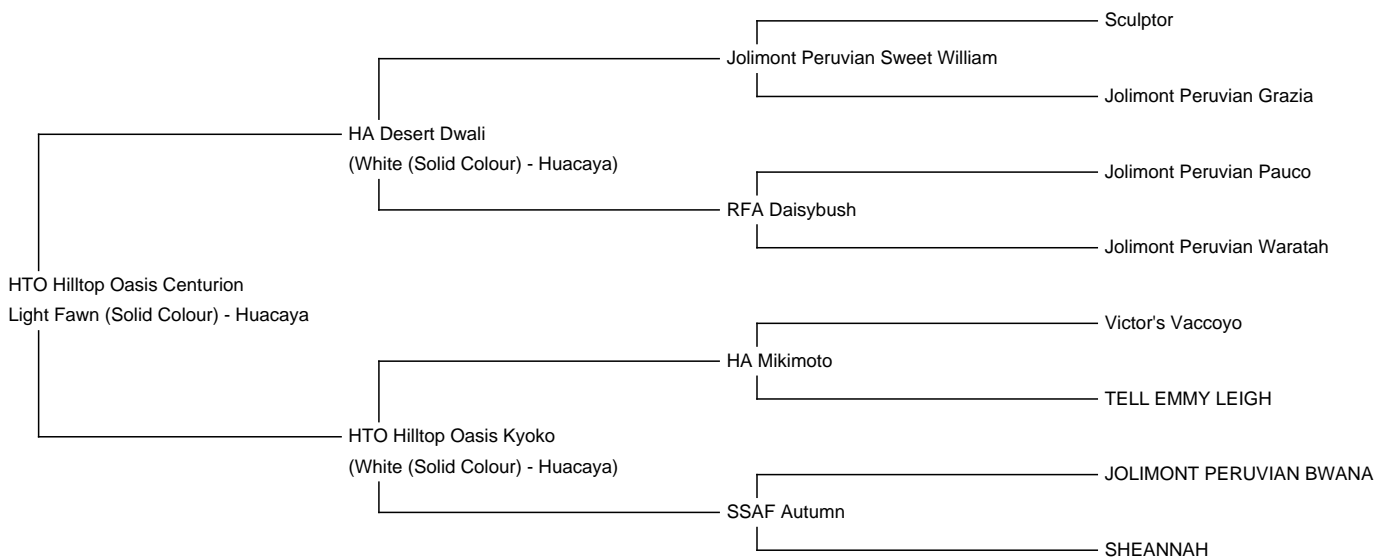 Sculptor
Jolimont Peruvian Sweet William
Jolimont Peruvian Grazia
HA Desert Dwali
(White (Solid Colour) - Huacaya)
Jolimont Peruvian Pauco
RFA Daisybush
Jolimont Peruvian Waratah
HTO Hilltop Oasis Centurion
Light Fawn (Solid Colour) - Huacaya
Victor's Vaccoyo
HA Mikimoto
TELL EMMY LEIGH
HTO Hilltop Oasis Kyoko
(White (Solid Colour) - Huacaya)
JOLIMONT PERUVIAN BWANA
SSAF Autumn
SHEANNAH